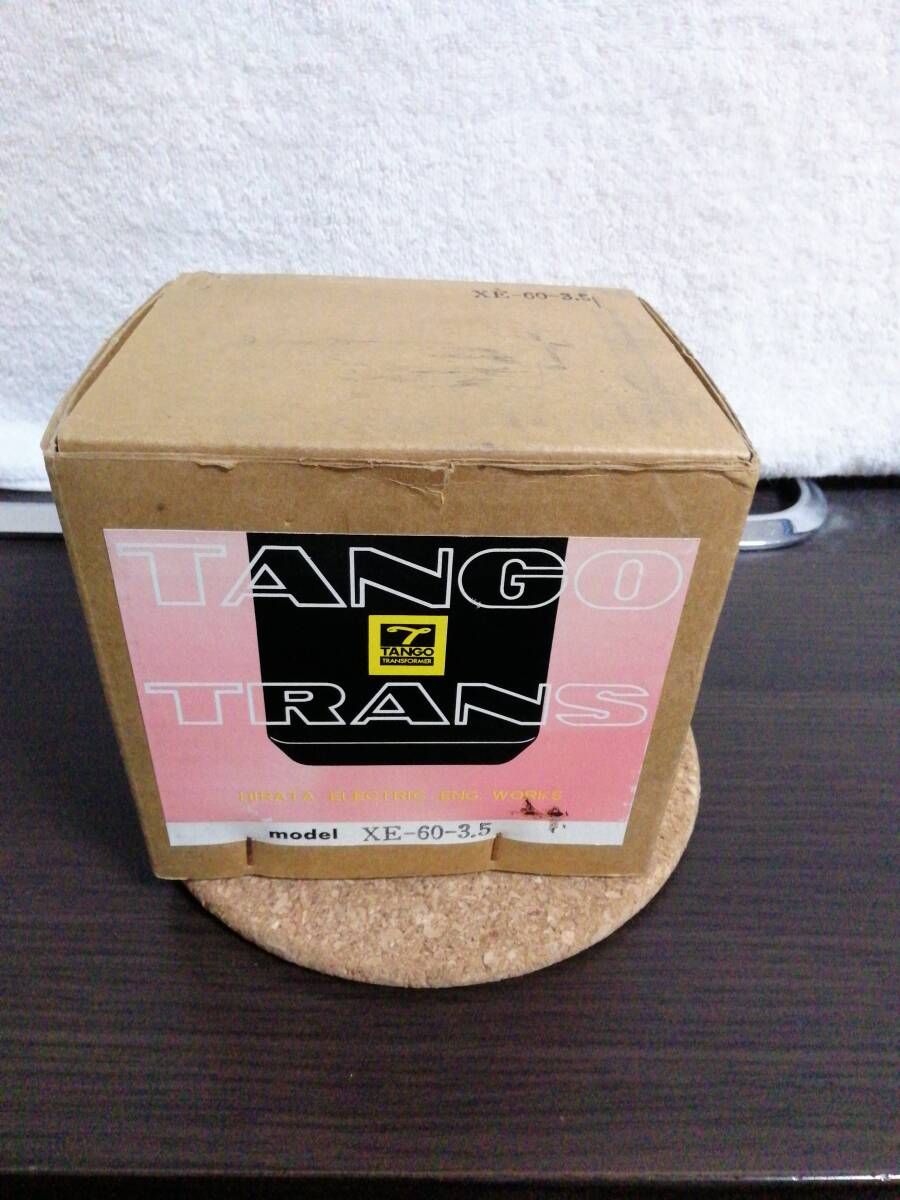 XE-60-3.5
TANGO
TANGO
TRANSFORMER
TRANS
HIRATA ELECTRIC ENG. WORKS
model XE-60-3.5